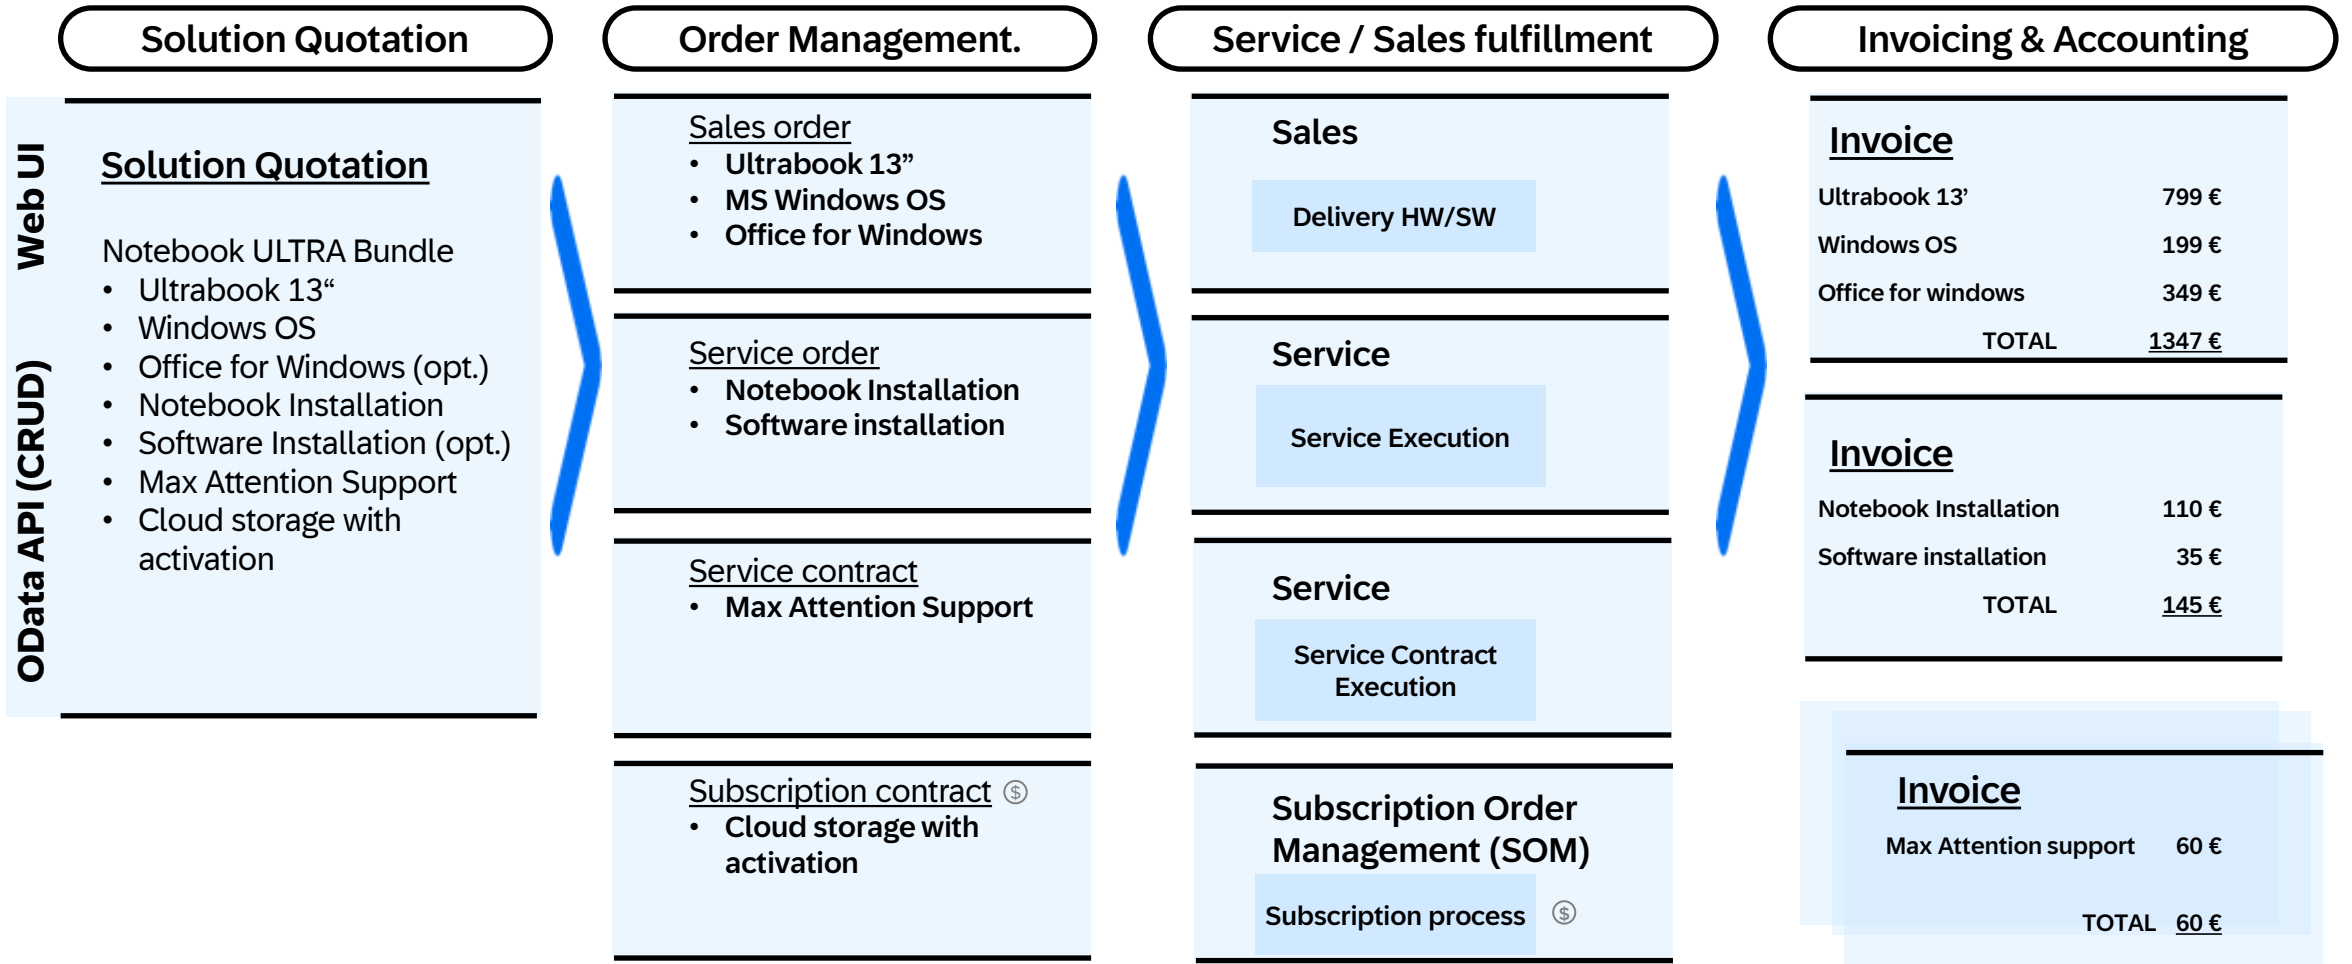 Solution Quotation
Order Management.
Service / Sales fulfillment
Invoicing & Accounting
Web UI
OData API (CRUD)
Solution Quotation
Notebook ULTRA Bundle
• Ultrabook 13“
• Windows OS
• Office for Windows (opt.)
• Notebook Installation
• Software Installation (opt.)
• Max Attention Support
• Cloud storage with
activation
Sales order
• Ultrabook 13”
• MS Windows OS
• Office for Windows
Service order
• Notebook Installation
• Software installation
Service contract
• Max Attention Support
Subscription contract $
• Cloud storage with
activation
Sales
Delivery HW/SW
Service
Service Execution
Service
Service Contract
Execution
Subscription Order
Management (SOM)
Subscription process $
Invoice
Ultrabook 13’ 799 €
Windows OS 199 €
Office for windows 349 €
TOTAL 1347 €
Invoice
Notebook Installation 110 €
Software installation 35 €
TOTAL 145 €
Invoice
Max Attention support 60 €
TOTAL 60 €